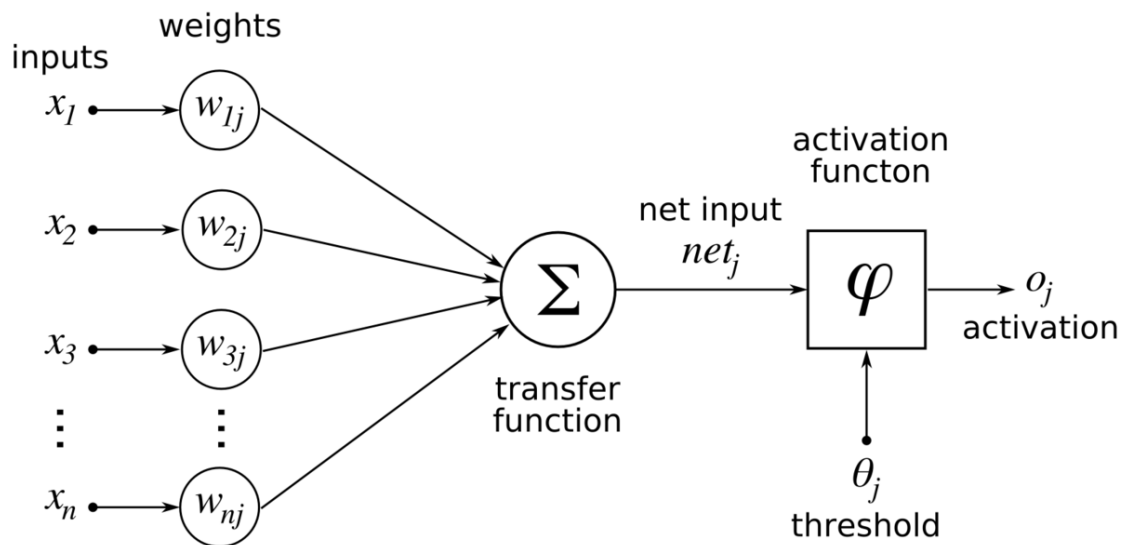 weights
inputs
x1 w1j
activation
functon
x2 w2j
net input
netj
Σ
φ
oj
activation
x3 w3j
transfer
function
⋮ ⋮
θj
threshold
xn wnj